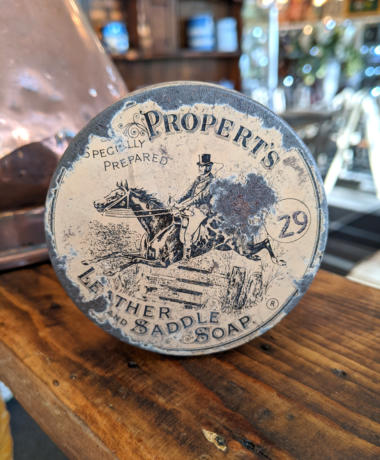 PROPERT'S
SPECIALLY
PREPARED
29
LEATHER
AND SADDLE
SOAP
®